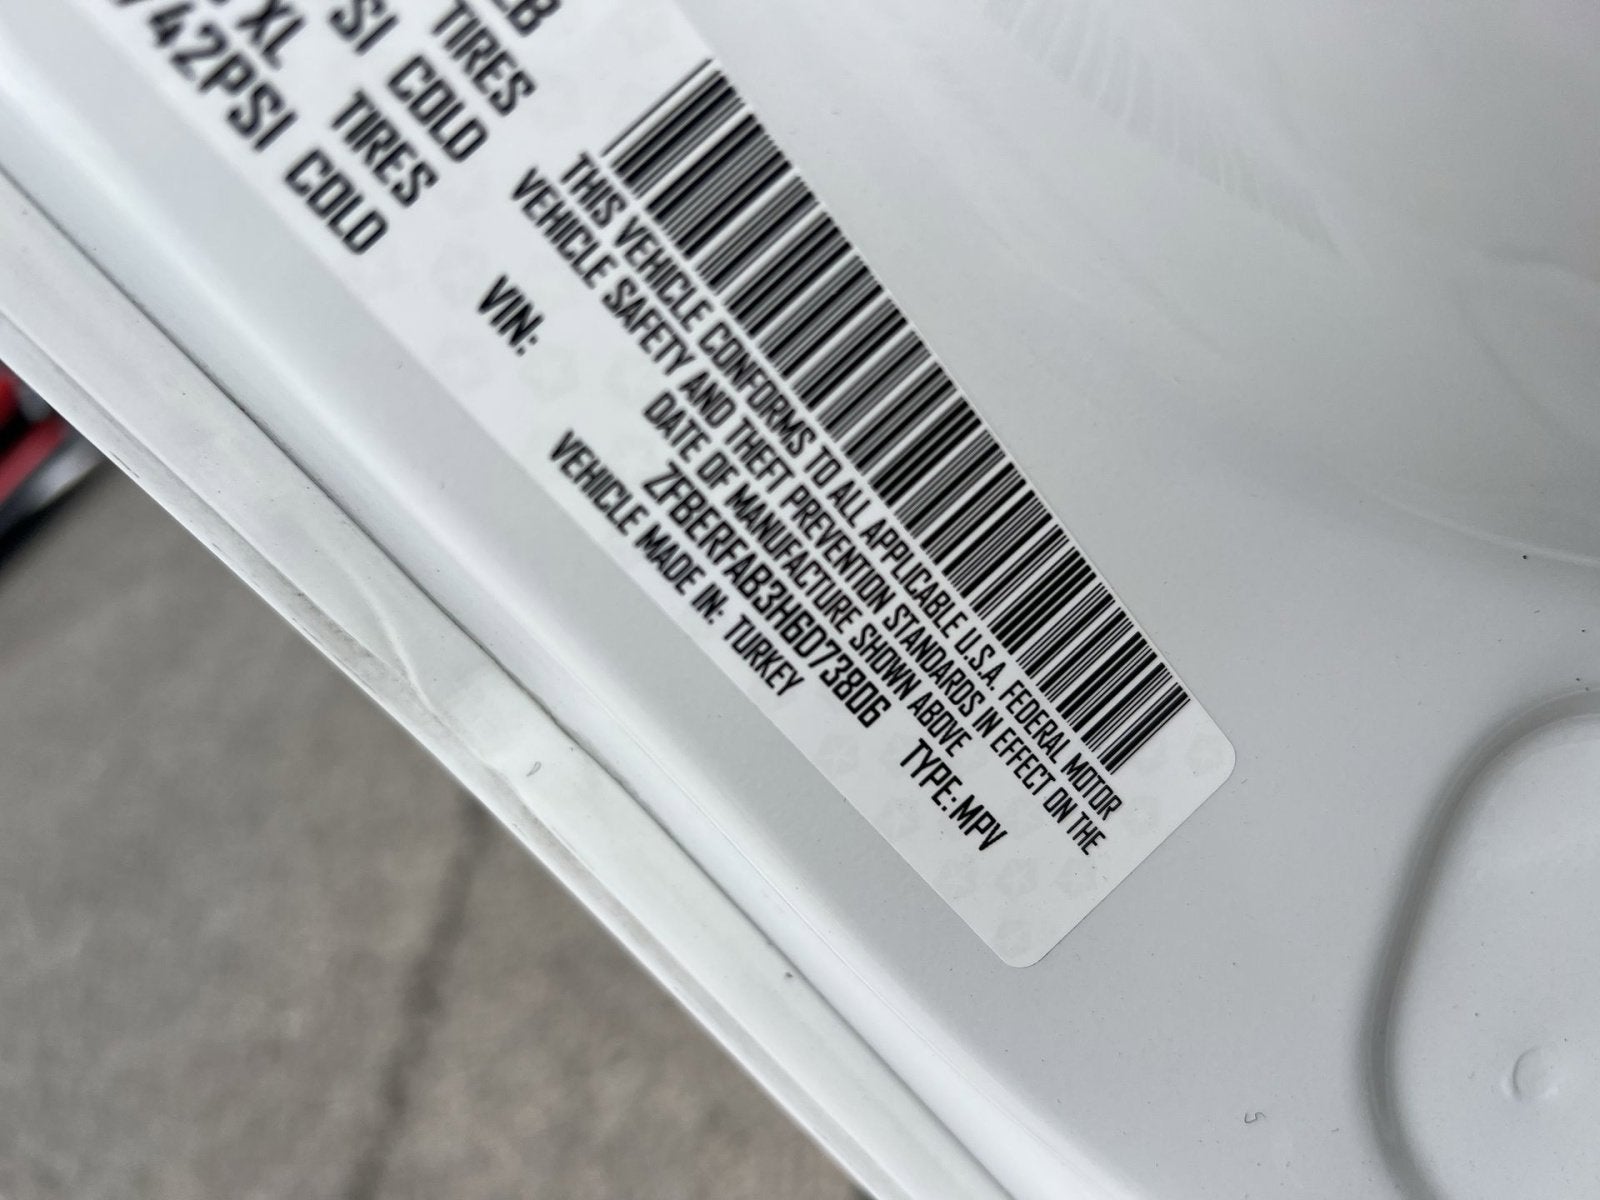 TIRES
COLD
XL TIRES
/42PSI COLD
THIS VEHICLE CONFORMS TO ALL APPLICABLE U.S.A. FEDERAL MOTOR
VEHICLE SAFETY AND THEFT PREVENTION STANDARDS IN EFFECT ON THE
DATE OF MANUFACTURE SHOWN ABOVE
VIN: ZFBERFAB3H6D73806 TYPE: MPV
VEHICLE MADE IN: TURKEY